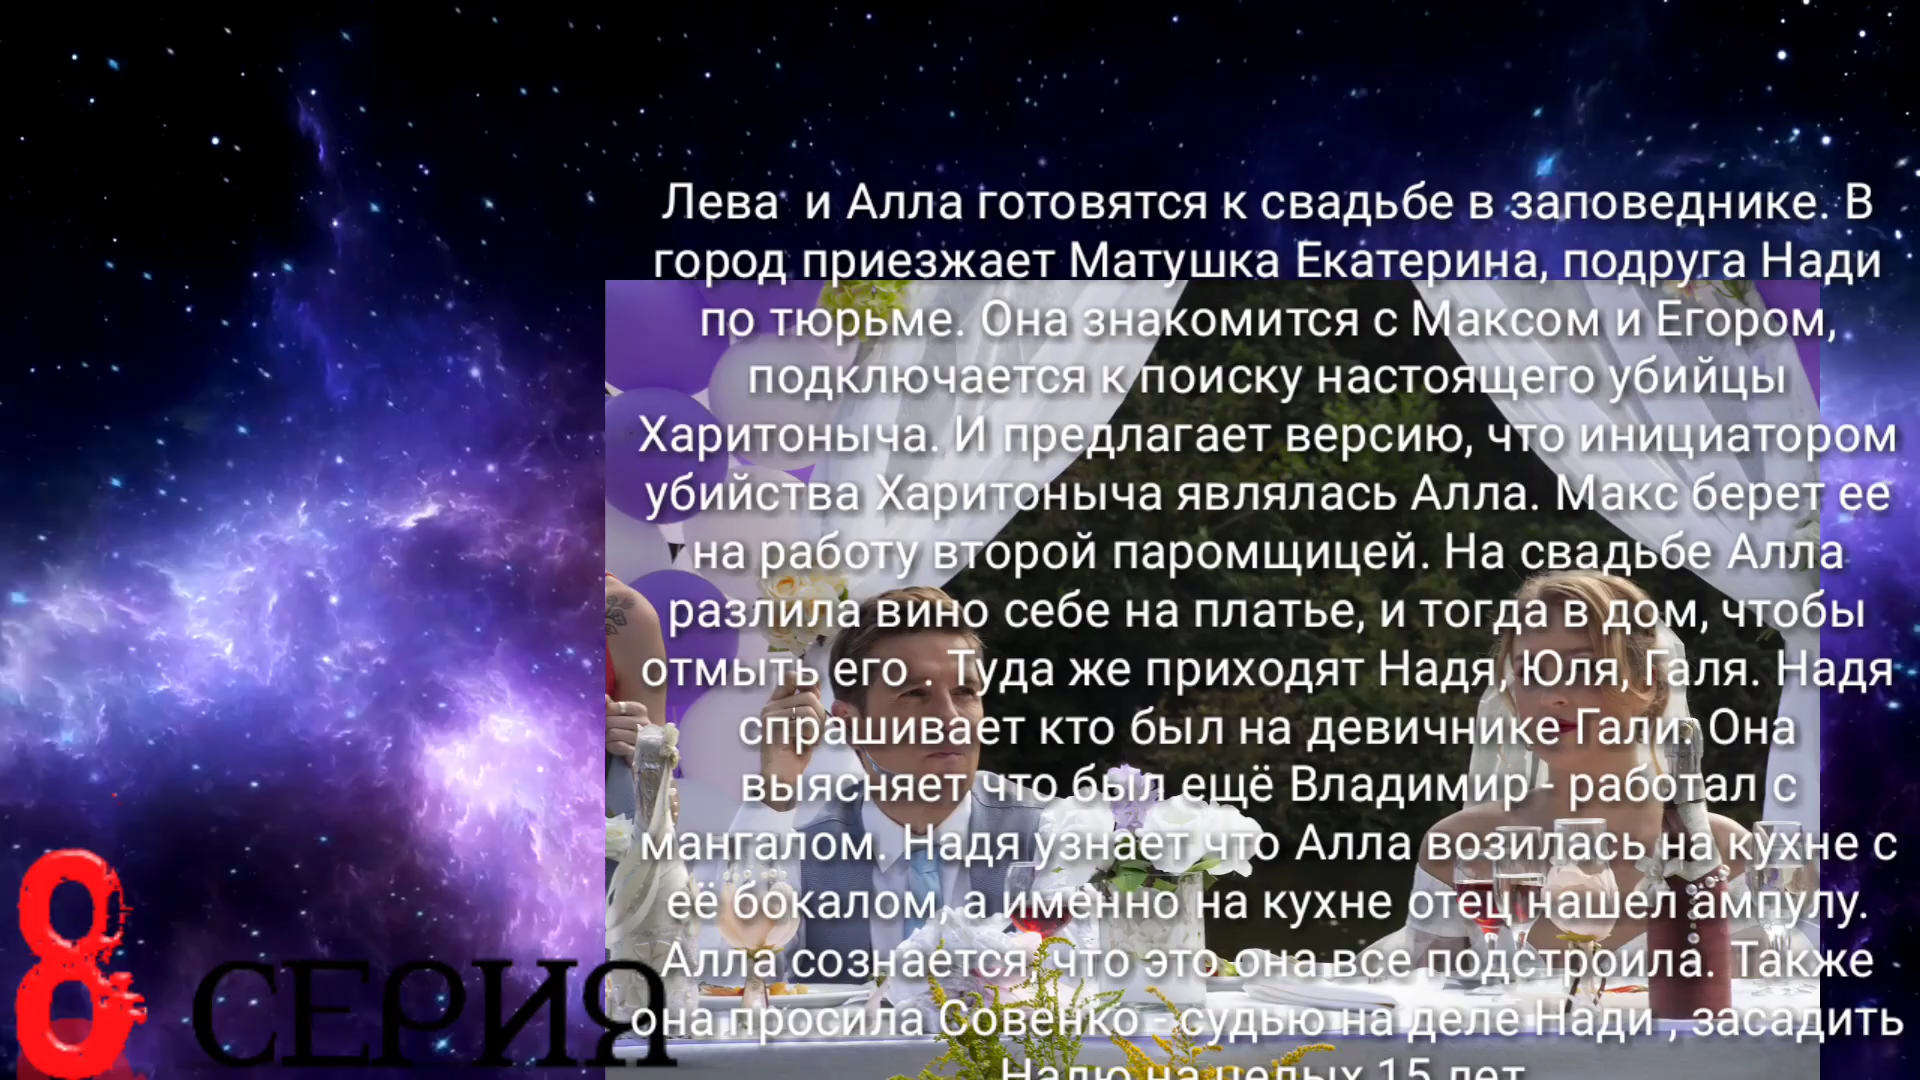 Лева и Алла готовятся к свадьбе в заповеднике. В
город приезжает Матушка Екатерина, подруга Нади
по тюрьме. Она знакомится с Максом и Егором,
подключается к поиску настоящего убийцы
Харитоныча. И предлагает версию, что инициатором
убийства Харитоныча являлась Алла. Макс берет ее
на работу второй паромщицей. На свадьбе Алла
разлила вино себе на платье, и тогда в дом, чтобы
отмыть его . Туда же приходят Надя, Юля, Галя. Надя
спрашивает кто был на девичнике Гали. Она
выясняет что был ещё Владимир - работал с
мангалом. Надя узнает что Алла возилась на кухне с
её бокалом, а именно на кухне отец нашел ампулу.
Алла сознается, что это она все подстроила. Также
она просила Совенко - судью на деле Нади , засадить
Надю на целых 15 лет
8 СЕРИЯ